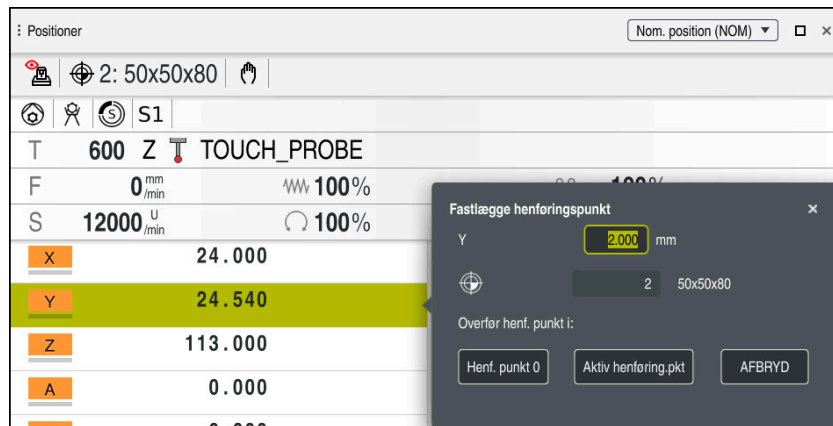 Positioner
Nom. position (NOM)
2: 50x50x80
S1
T 600 Z TOUCH_PROBE
F 0 mm/min 100% 100%
S 12000 U/min 100%
X 24.000
Y 24.540
Z 113.000
A 0.000
Fastlægge henføringspunkt
Y 2.000 mm
2 50x50x80
Overfør henf. punkt i:
Henf. punkt 0 Aktiv henføring.pkt AFBRYD